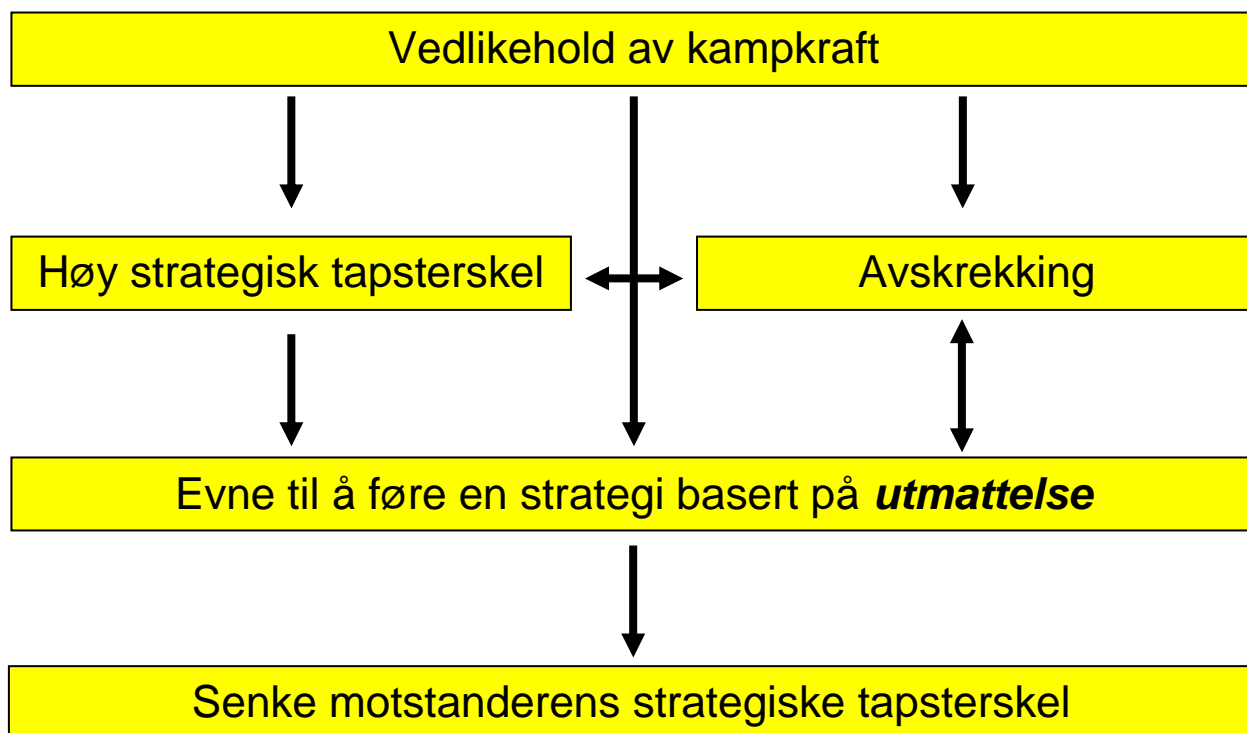 Vedlikehold av kampkraft
Høy strategisk tapsterskel
Avskrekking
Evne til å føre en strategi basert på utmattelse
Senke motstanderens strategiske tapsterskel